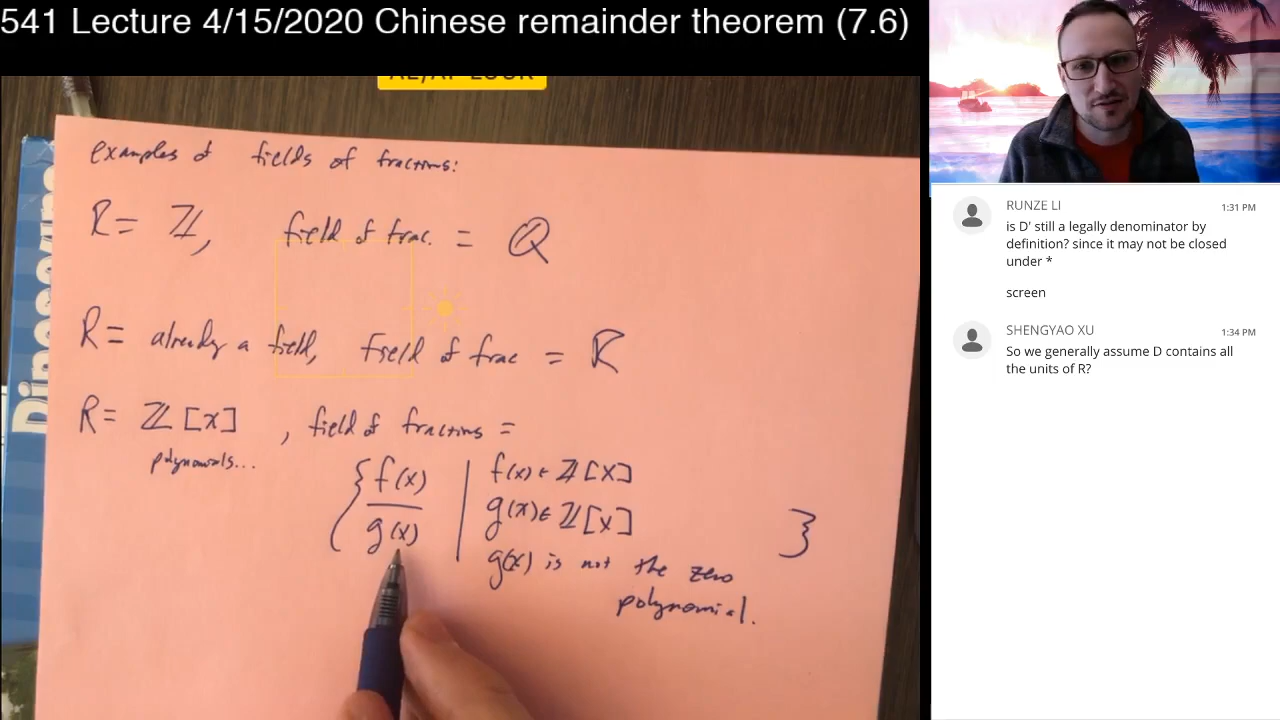 541 Lecture 4/15/2020 Chinese remainder theorem (7.6)
AE/AF LOCK
examples of fields of fractions:
R = ℤ, field of frac. = ℚ
R = already a field, Field of frac = R
R = ℤ[x], field of fractions =
polynomials...
{ f(x) / g(x) | f(x) ∈ ℤ[x]
g(x) ∈ ℤ[x] }
g(x) is not the zero
polynomial.
RUNZE LI 1:31 PM
is D' still a legally denominator by
definition? since it may not be closed
under *
screen
SHENGYAO XU 1:34 PM
So we generally assume D contains all
the units of R?